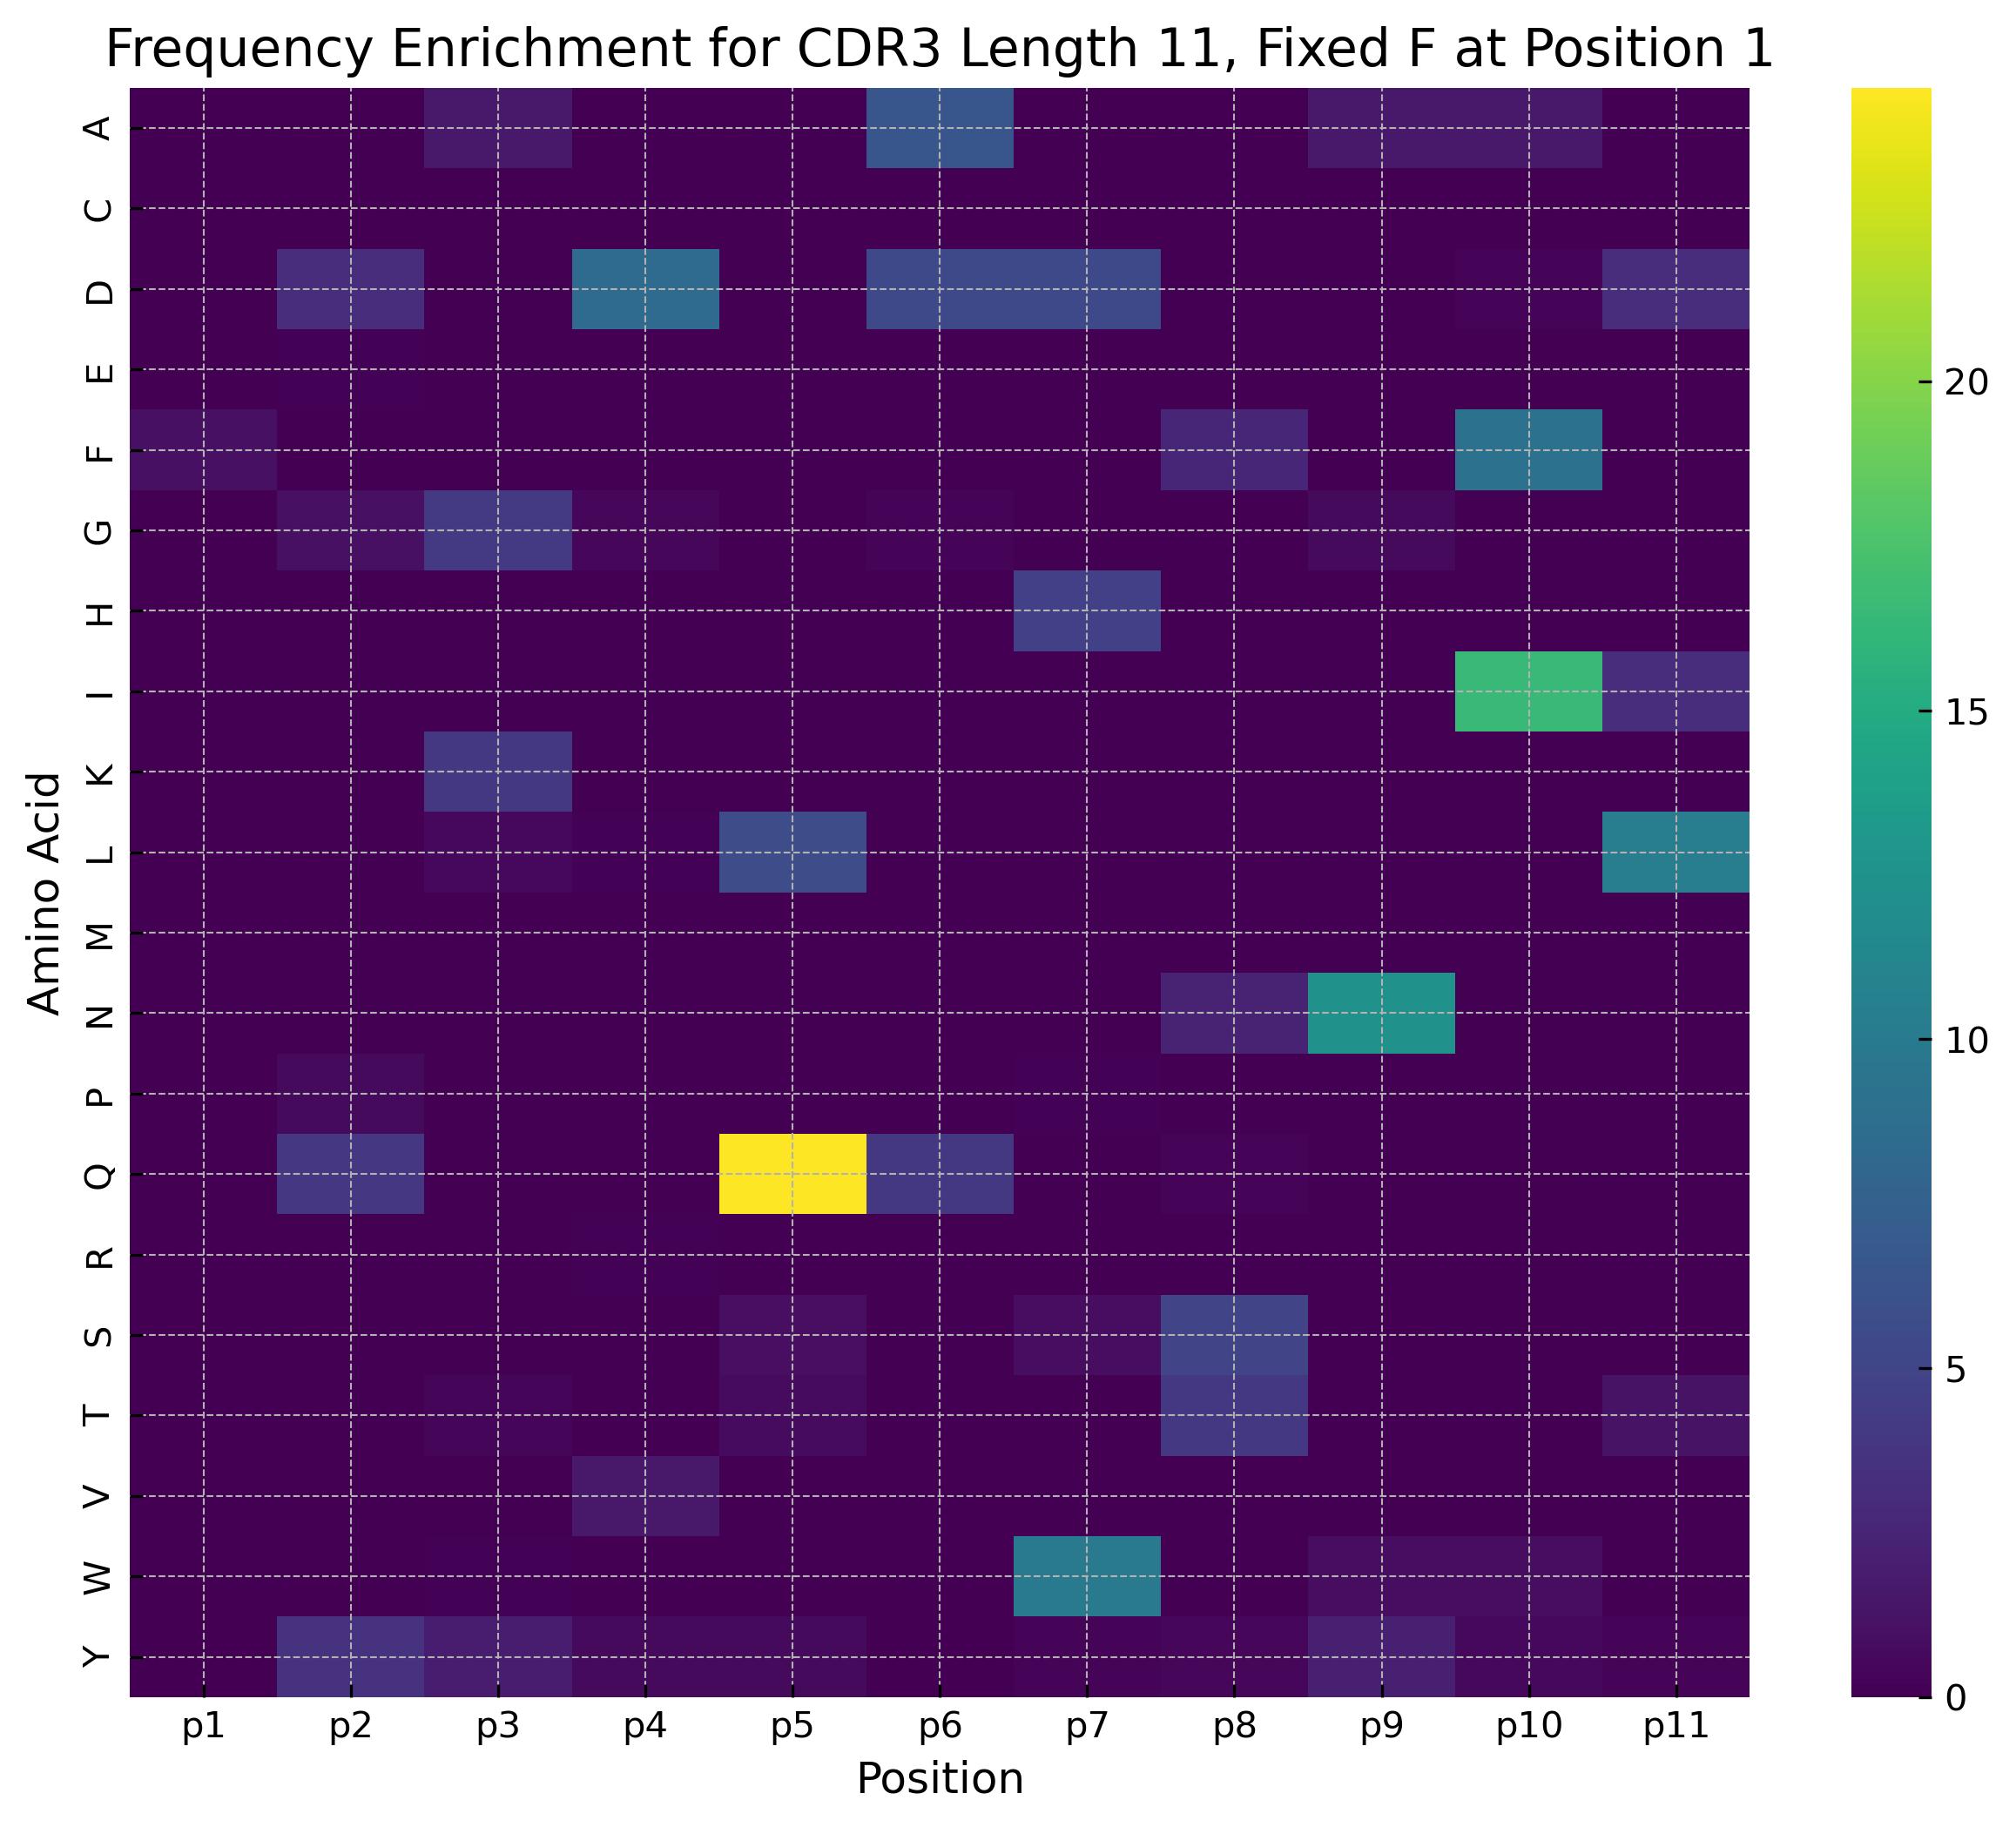 Frequency Enrichment for CDR3 Length 11, Fixed F at Position 1
Amino Acid
A
C
D
E
F
G
H
I
K
L
M
N
P
Q
R
S
T
V
W
Y
p1 p2 p3 p4 p5 p6 p7 p8 p9 p10 p11
Position
20
15
10
5
0